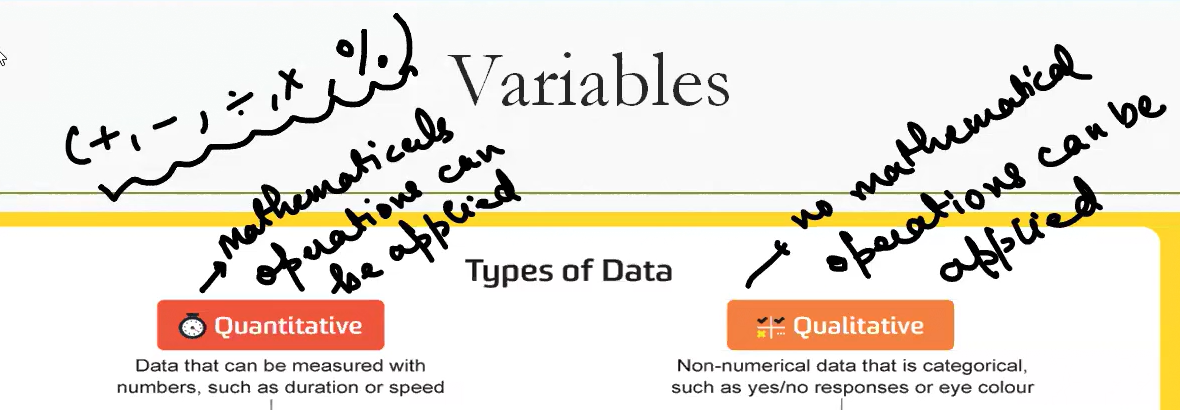 Variables
(+, -, ÷, x, %)
mathematicals
operations can
be applied
no mathematical
operations can be
applied
Types of Data
Quantitative
Data that can be measured with
numbers, such as duration or speed
Qualitative
Non-numerical data that is categorical,
such as yes/no responses or eye colour